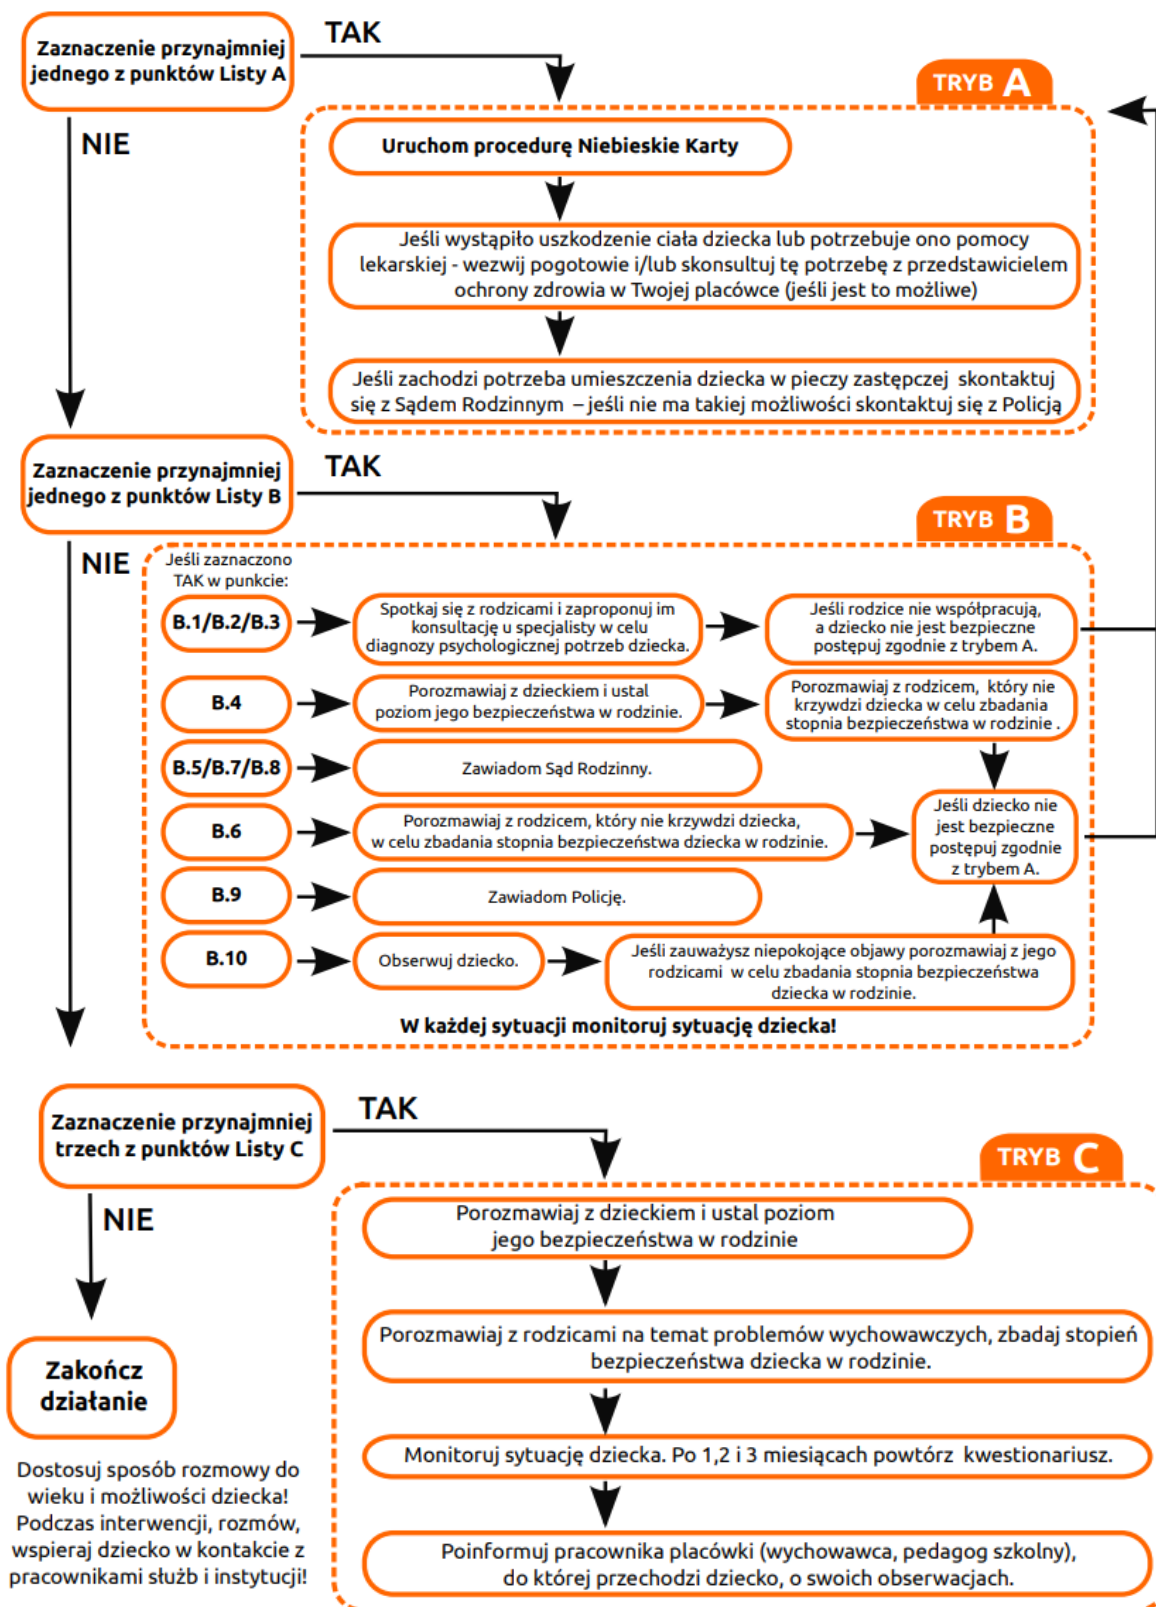 TAK
Zaznaczenie przynajmniej
jednego z punktów Listy A
NIE
TRYB A
Uruchom procedurę Niebieskie Karty
Jeśli wystąpiło uszkodzenie ciała dziecka lub potrzebuje ono pomocy
lekarskiej - wezwij pogotowie i/lub skonsultuj tę potrzebę z przedstawicielem
ochrony zdrowia w Twojej placówce (jeśli jest to możliwe)
Jeśli zachodzi potrzeba umieszczenia dziecka w pieczy zastępczej skontaktuj
się z Sądem Rodzinnym – jeśli nie ma takiej możliwości skontaktuj się z Policją
Zaznaczenie przynajmniej
jednego z punktów Listy B
TAK
NIE
TRYB B
Jeśli zaznaczono
TAK w punkcie:
B.1/B.2/B.3
Spotkaj się z rodzicami i zaproponuj im
konsultację u specjalisty w celu
diagnozy psychologicznej potrzeb dziecka.
Jeśli rodzice nie współpracują,
a dziecko nie jest bezpieczne
postępuj zgodnie z trybem A.
B.4
Porozmawiaj z dzieckiem i ustal
poziom jego bezpieczeństwa w rodzinie.
Porozmawiaj z rodzicem, który nie
krzywdzi dziecka w celu zbadania
stopnia bezpieczeństwa w rodzinie .
B.5/B.7/B.8
Zawiadom Sąd Rodzinny.
B.6
Porozmawiaj z rodzicem, który nie krzywdzi dziecka,
w celu zbadania stopnia bezpieczeństwa dziecka w rodzinie.
Jeśli dziecko nie
jest bezpieczne
postępuj zgodnie
z trybem A.
B.9
Zawiadom Policję.
B.10
Obserwuj dziecko.
Jeśli zauważysz niepokojące objawy porozmawiaj z jego
rodzicami w celu zbadania stopnia bezpieczeństwa
dziecka w rodzinie.
W każdej sytuacji monitoruj sytuację dziecka!
Zaznaczenie przynajmniej
trzech z punktów Listy C
TAK
NIE
TRYB C
Porozmawiaj z dzieckiem i ustal poziom
jego bezpieczeństwa w rodzinie
Porozmawiaj z rodzicami na temat problemów wychowawczych, zbadaj stopień
bezpieczeństwa dziecka w rodzinie.
Monitoruj sytuację dziecka. Po 1,2 i 3 miesiącach powtórz kwestionariusz.
Poinformuj pracownika placówki (wychowawca, pedagog szkolny),
do której przechodzi dziecko, o swoich obserwacjach.
Zakończ
działanie
Dostosuj sposób rozmowy do
wieku i możliwości dziecka!
Podczas interwencji, rozmów,
wspieraj dziecko w kontakcie z
pracownikami służb i instytucji!